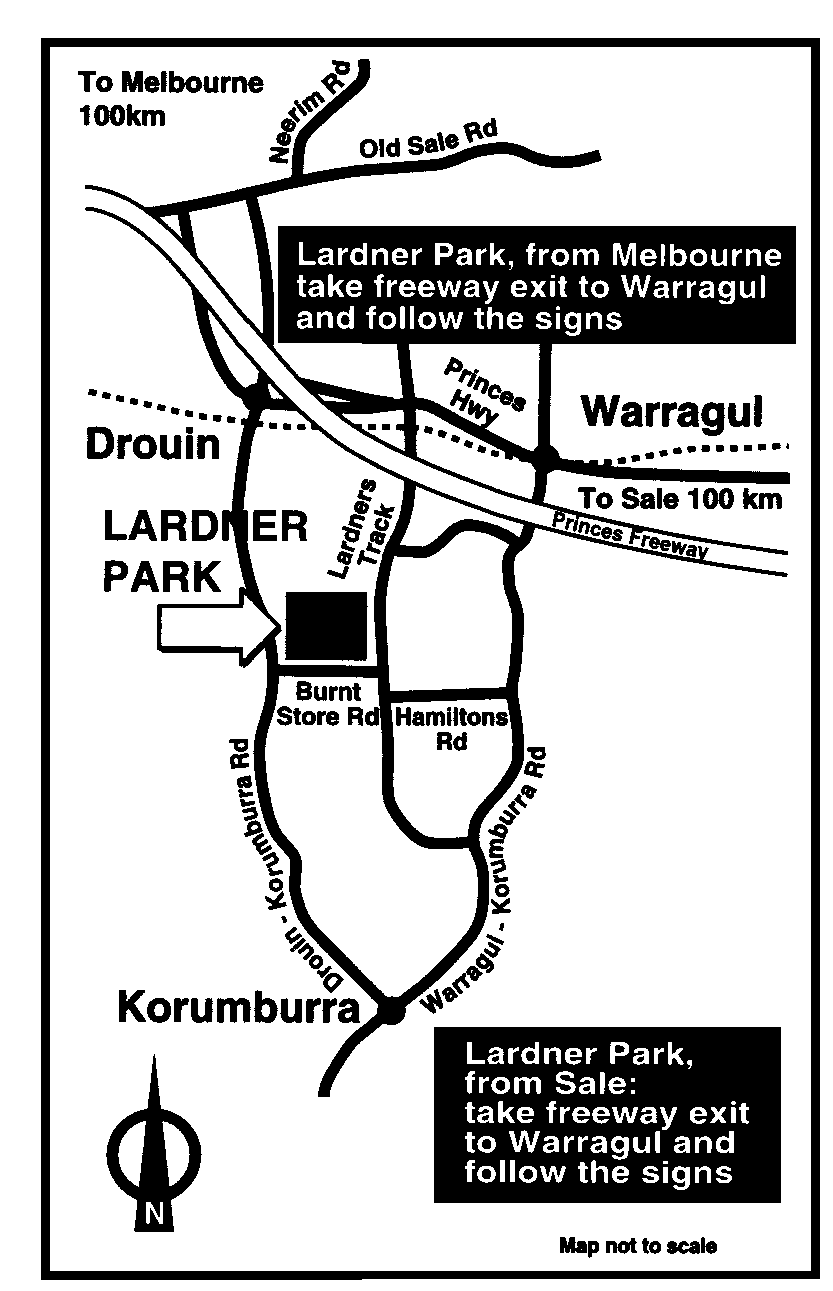 To Melbourne
100km
Neerim Rd
Old Sale Rd
Lardner Park, from Melbourne
take freeway exit to Warragul
and follow the signs
Princes
Hwy
Warragul
Drouin
To Sale 100 km
Princes Freeway
LARDNER
PARK
Lardners
Track
Burnt
Store Rd
Hamiltons
Rd
Drouin - Korumburra Rd
Warragul - Korumburra Rd
Korumburra
Lardner Park,
from Sale:
take freeway exit
to Warragul and
follow the signs
N
Map not to scale